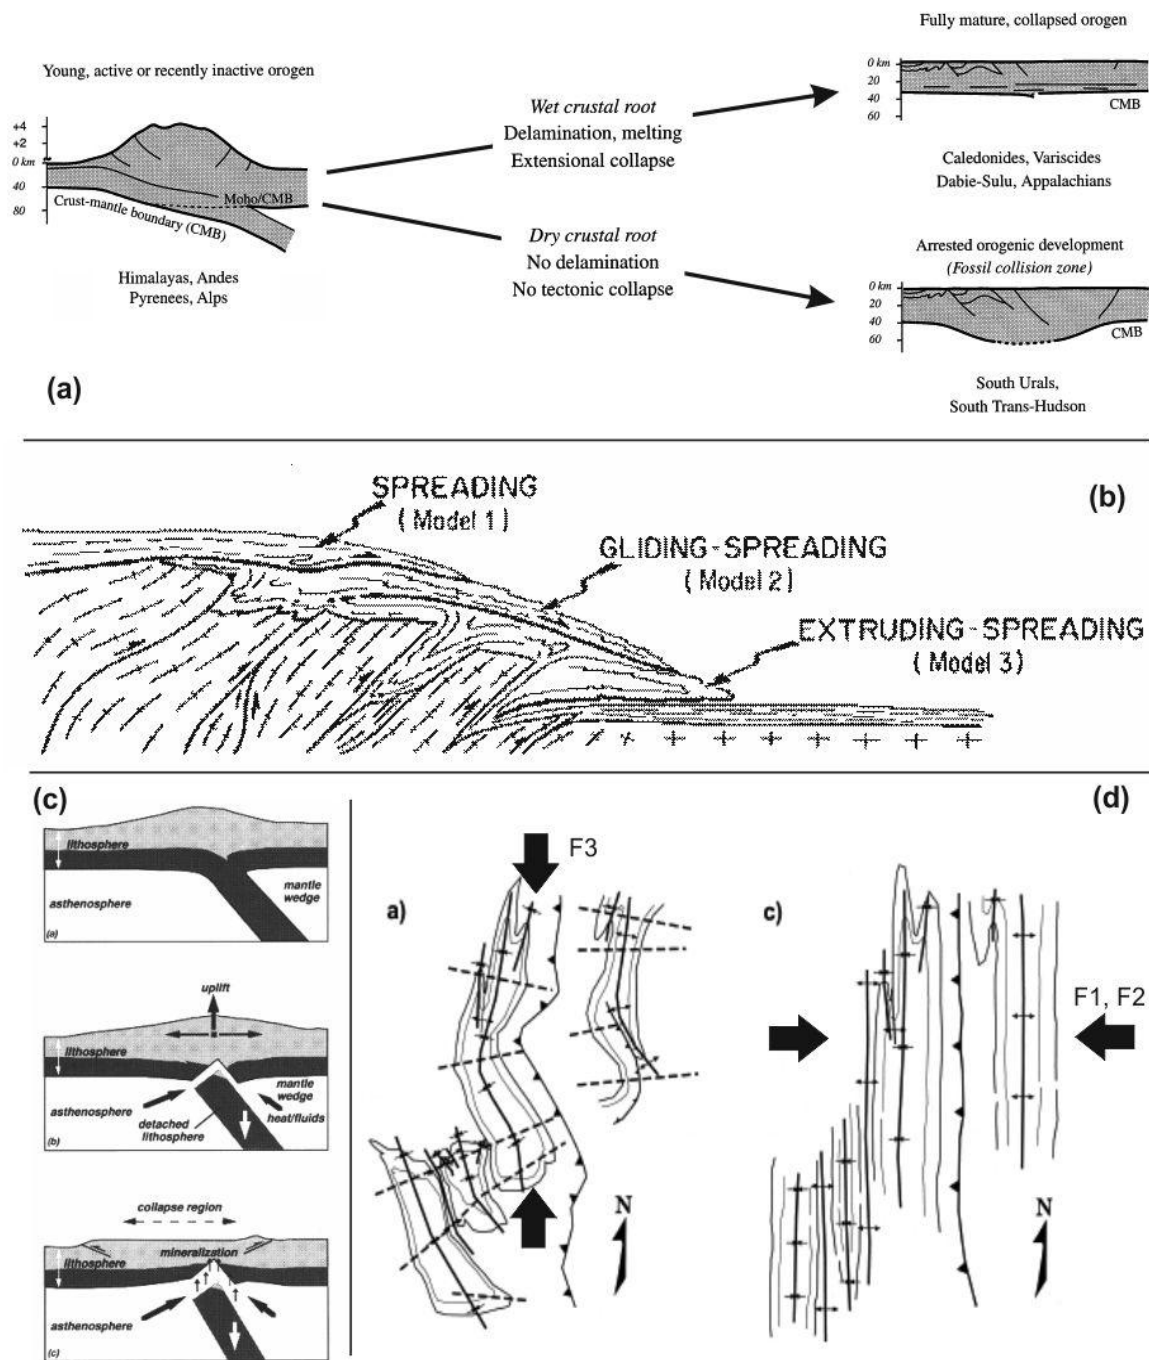 Fully mature, collapsed orogen
Young, active or recently inactive orogen
+4
+2
0 km
40
80
Crust-mantle boundary (CMB)
Moho/CMB
Himalayas, Andes
Pyrenees, Alps
Wet crustal root
Delamination, melting
Extensional collapse
0 km
20
40
60
CMB
Caledonides, Variscides
Dabie-Sulu, Appalachians
Dry crustal root
No delamination
No tectonic collapse
Arrested orogenic development
(Fossil collision zone)
0 km
20
40
60
CMB
South Urals,
South Trans-Hudson
(a)
(b)
SPREADING
(Model 1)
GLIDING-SPREADING
(Model 2)
EXTRUDING-SPREADING
(Model 3)
(c)
lithosphere
asthenosphere
mantle
wedge
(a)
uplift
lithosphere
asthenosphere
mantle
wedge
detached
lithosphere
heat/fluids
(b)
collapse region
mineralization
lithosphere
asthenosphere
(c)
(d)
F3
a)
N
c)
F1, F2
N